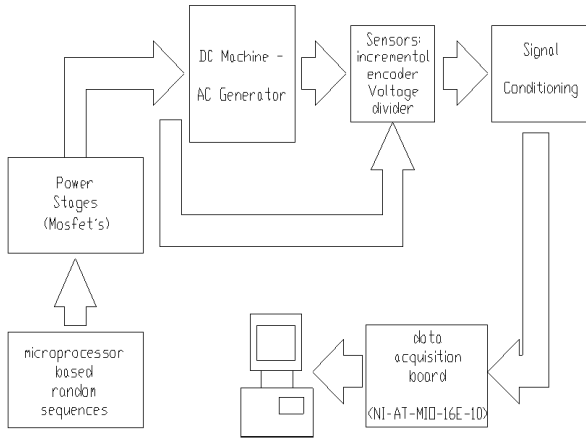 DC Machine -
AC Generator
Sensors:
incremental
encoder
Voltage
divider
Signal
Conditioning
Power
Stages
(Mosfet's)
microprocessor
based
random
sequences
data
acquisition
board
(NI-AT-MIO-16E-10)